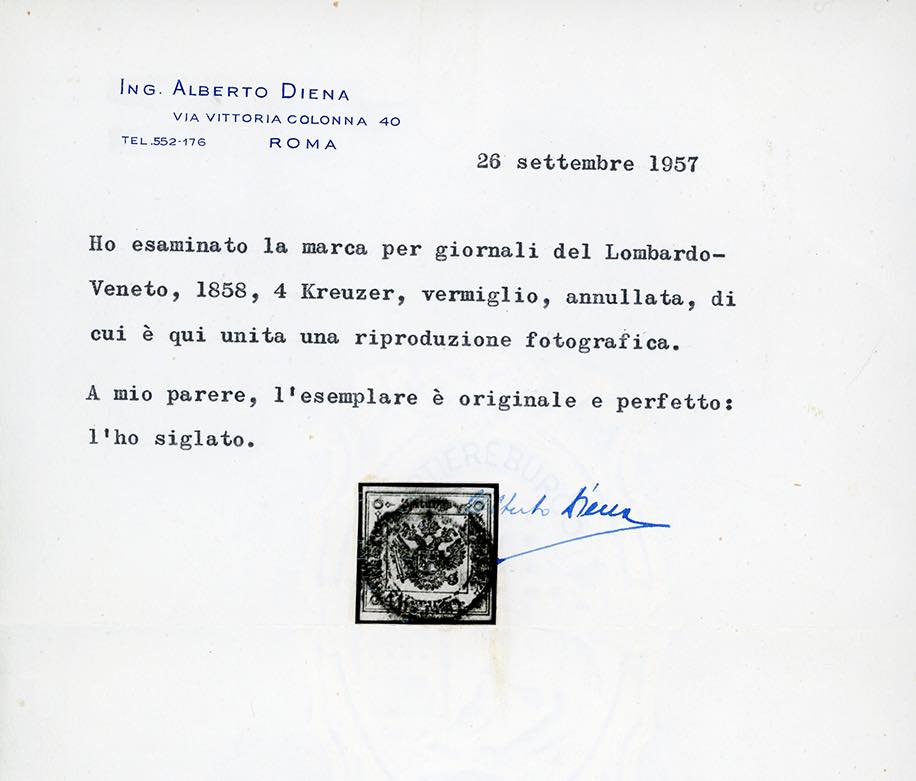 ING. ALBERTO DIENA
VIA VITTORIA COLONNA 40
TEL.552-176 ROMA
26 settembre 1957
Ho esaminato la marca per giornali del Lombardo-
Veneto, 1858, 4 Kreuzer, vermiglio, annullata, di
cui è qui unita una riproduzione fotografica.
A mio parere, l'esemplare è originale e perfetto:
l'ho siglato.
Alberto Diena